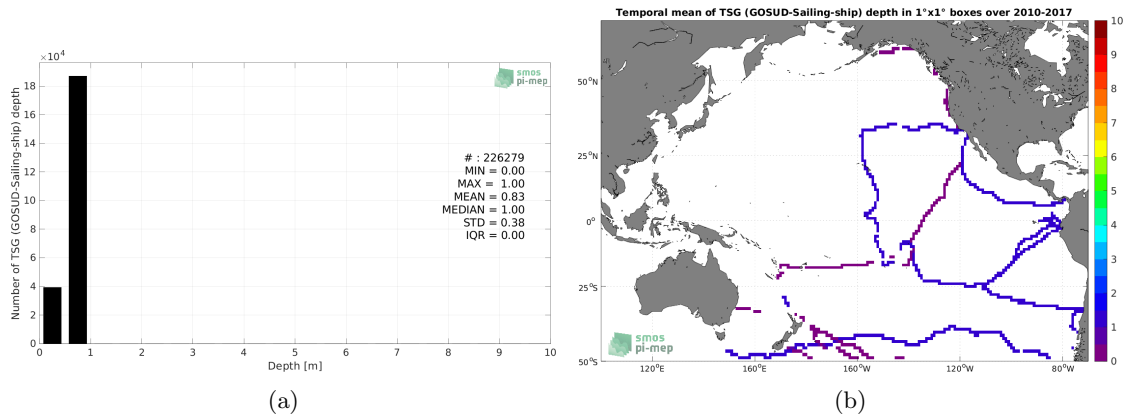 ×10⁴
18
16
14
12
10
8
6
4
2
0
Number of TSG (GOSUD-Sailing-ship) depth
smos
pi-mep
# : 226279
MIN = 0.00
MAX = 1.00
MEAN = 0.83
MEDIAN = 1.00
STD = 0.38
IQR = 0.00
0 1 2 3 4 5 6 7 8 9 10
Depth [m]
(a)
Temporal mean of TSG (GOSUD-Sailing-ship) depth in 1°x1° boxes over 2010-2017
50°N
25°N
0°
25°S
50°S
120°E 160°E 160°W 120°W 80°W
smos
pi-mep
10
9
8
7
6
5
4
3
2
1
0
(b)